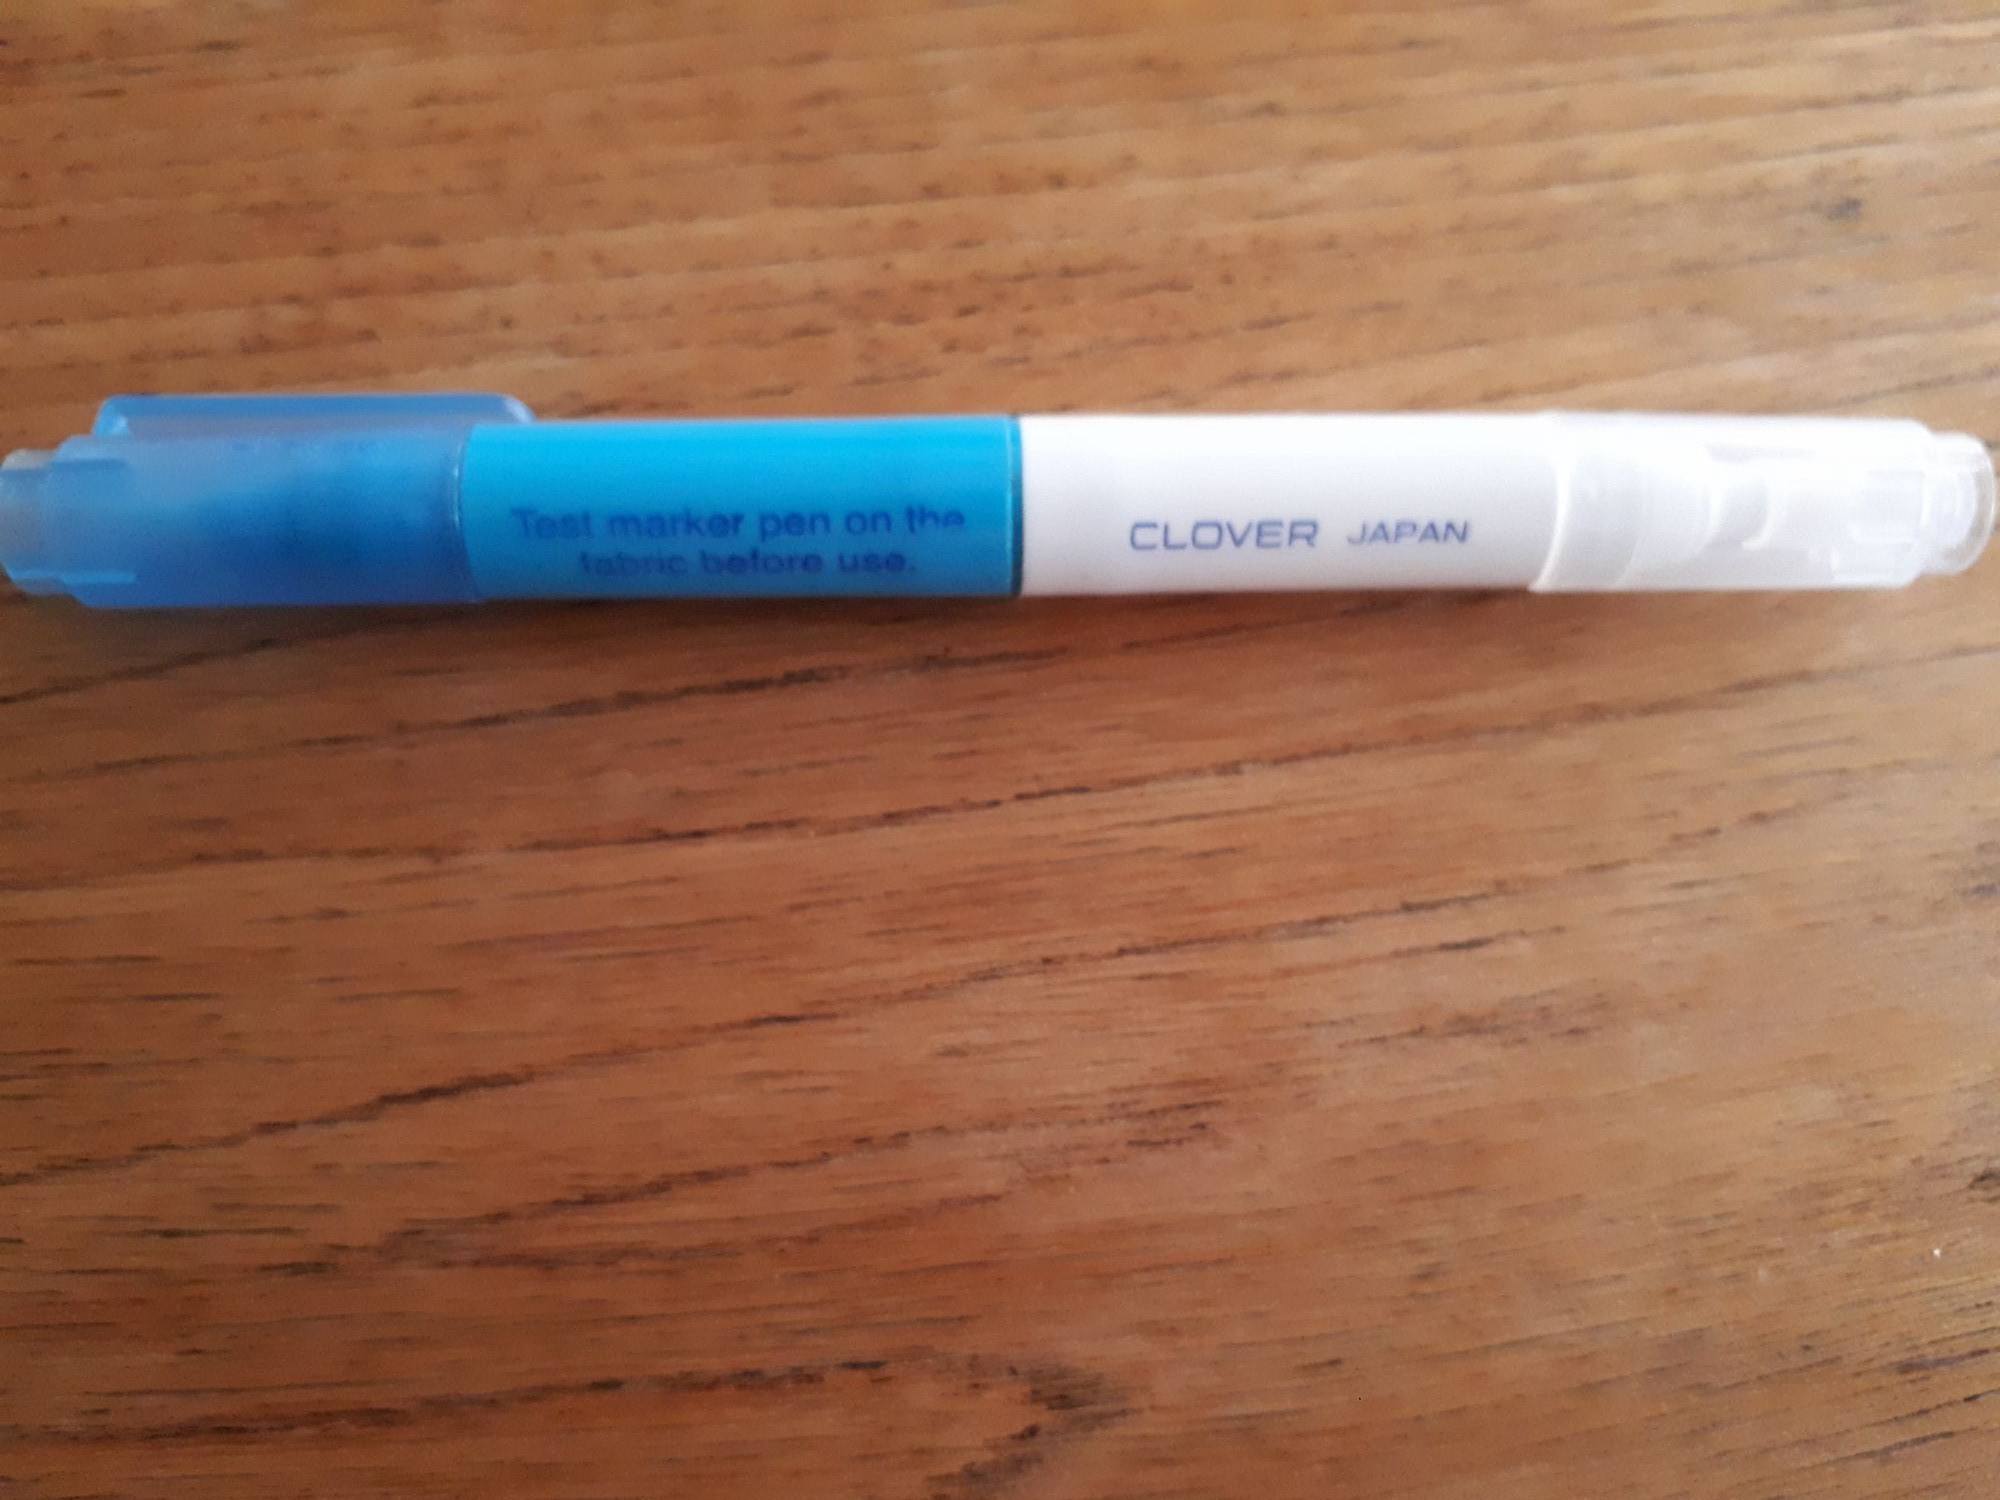 Test marker pen on the
fabric before use.
CLOVER JAPAN